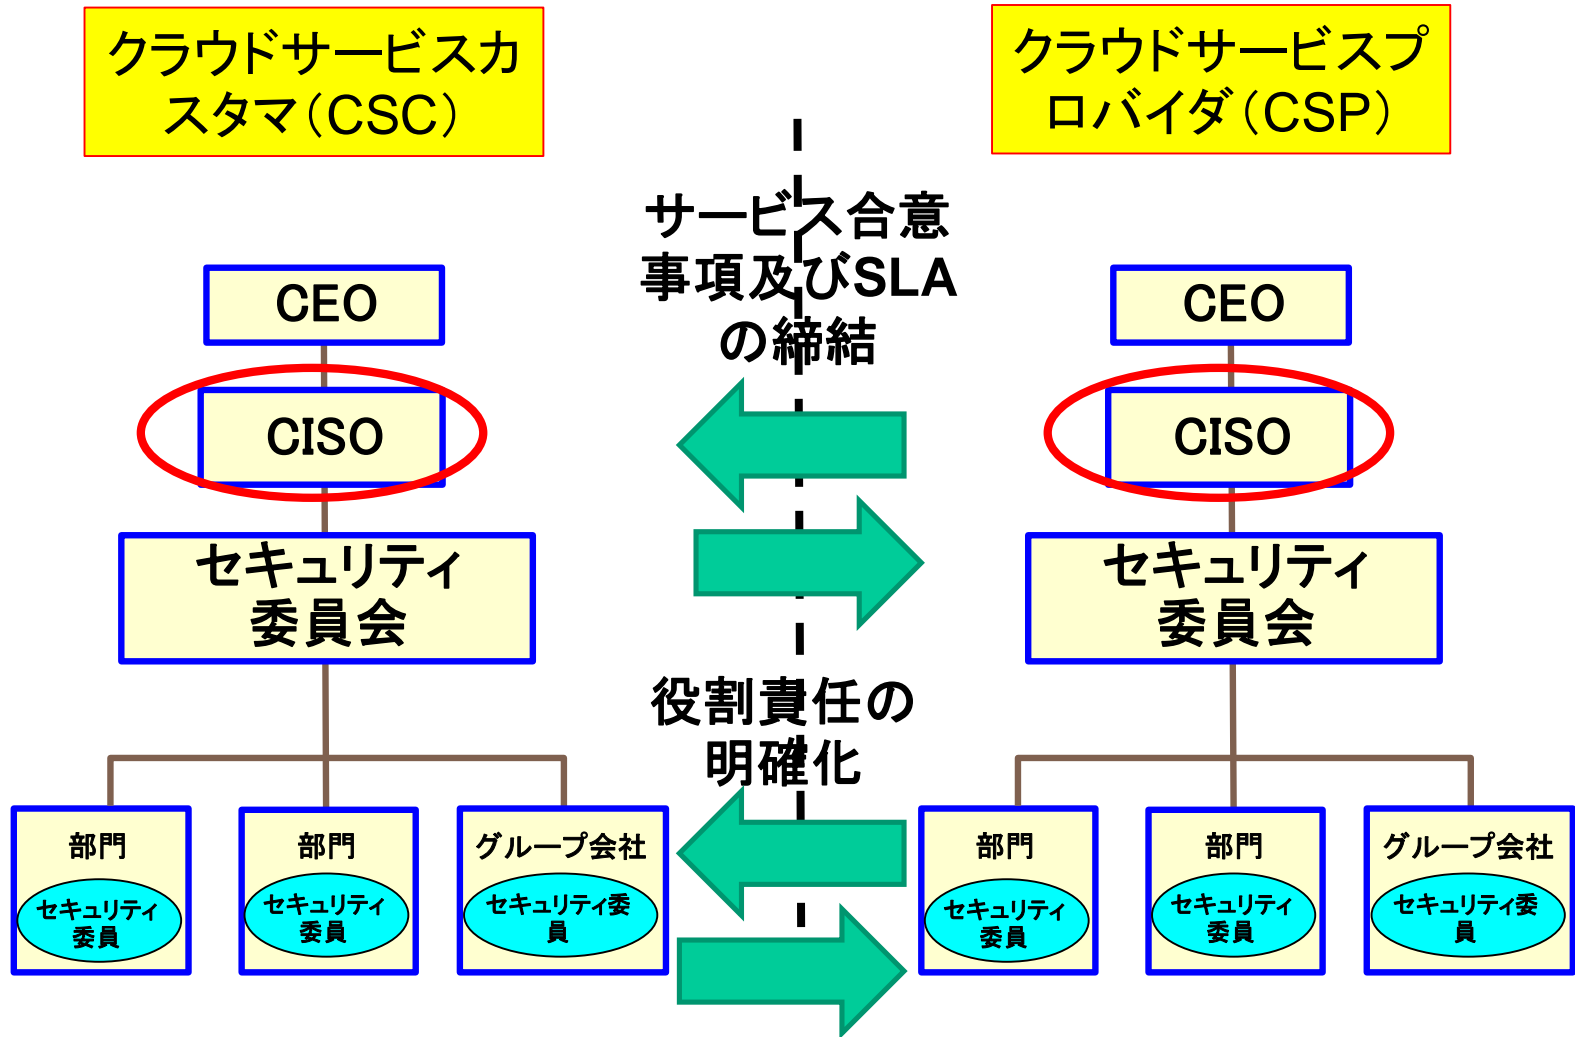 クラウドサービスカ
スタマ（CSC）
クラウドサービスプ
ロバイダ（CSP）
サービス合意
事項及びSLA
の締結
CEO
CISO
セキュリティ
委員会
CEO
CISO
セキュリティ
委員会
役割責任の
明確化
部門
セキュリティ
委員
部門
セキュリティ
委員
グループ会社
セキュリティ委
員
部門
セキュリティ
委員
部門
セキュリティ
委員
グループ会社
セキュリティ委
員